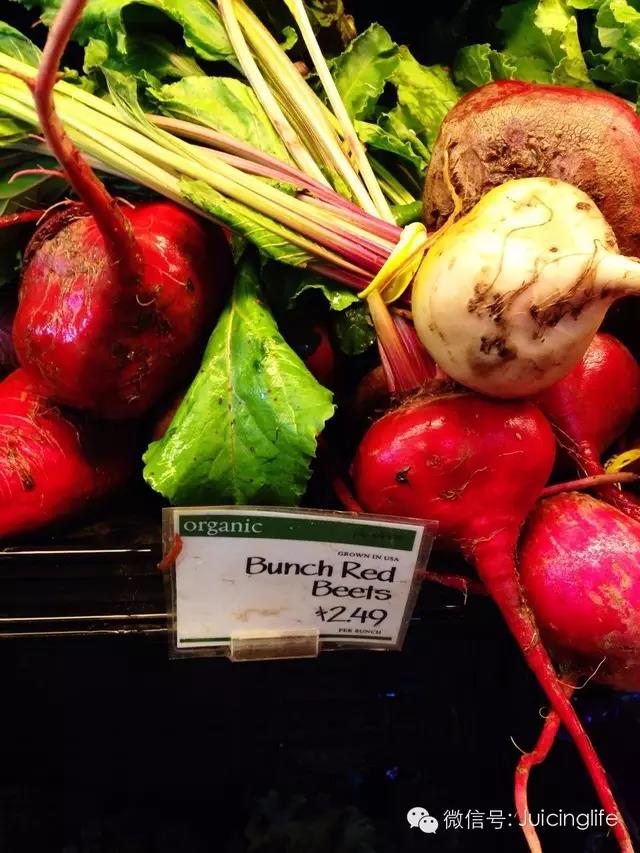 organic
GROWN IN USA
Bunch Red
Beets
$2.49
PER BUNCH
微信号: Juicinglife